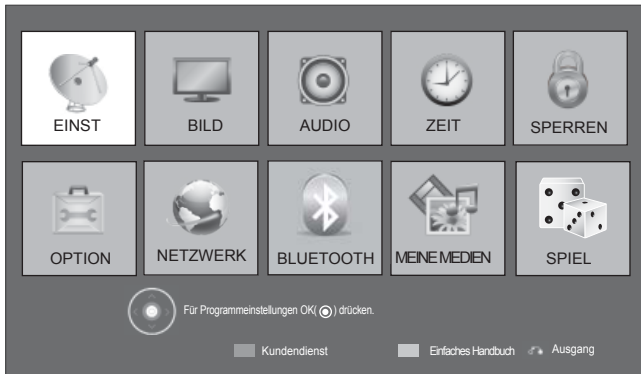 EINST BILD AUDIO ZEIT SPERREN
OPTION NETZWERK BLUETOOTH MEINE MEDIEN SPIEL
Für Programmeinstellungen OK( ) drücken.
Kundendienst Einfaches Handbuch Ausgang